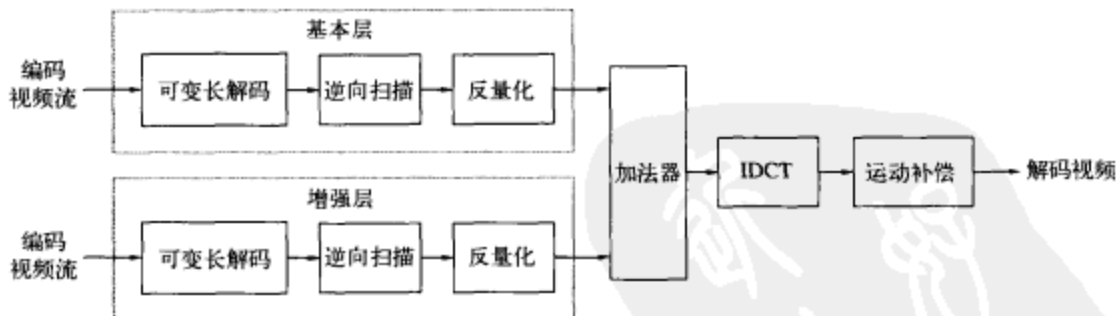 基本层
编码
视频流
可变长解码
逆向扫描
反量化
加法器
IDCT
运动补偿
解码视频
增强层
编码
视频流
可变长解码
逆向扫描
反量化